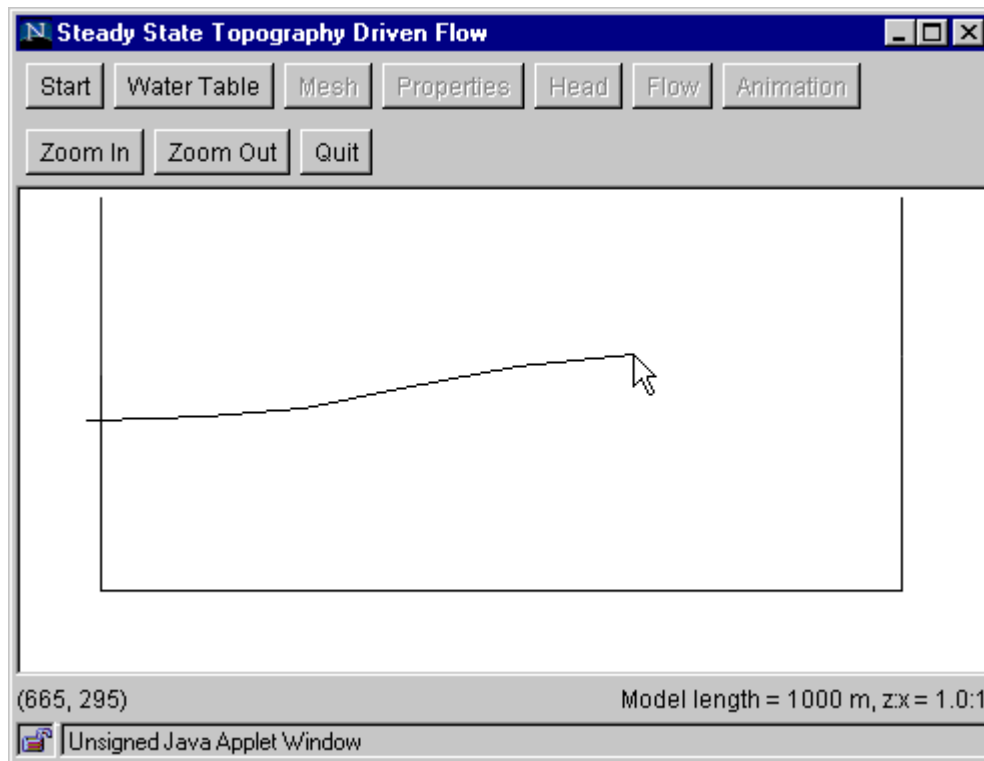 Steady State Topography Driven Flow
Start Water Table Mesh Properties Head Flow Animation
Zoom In Zoom Out Quit
(665, 295) Model length = 1000 m, z:x = 1.0:1
Unsigned Java Applet Window